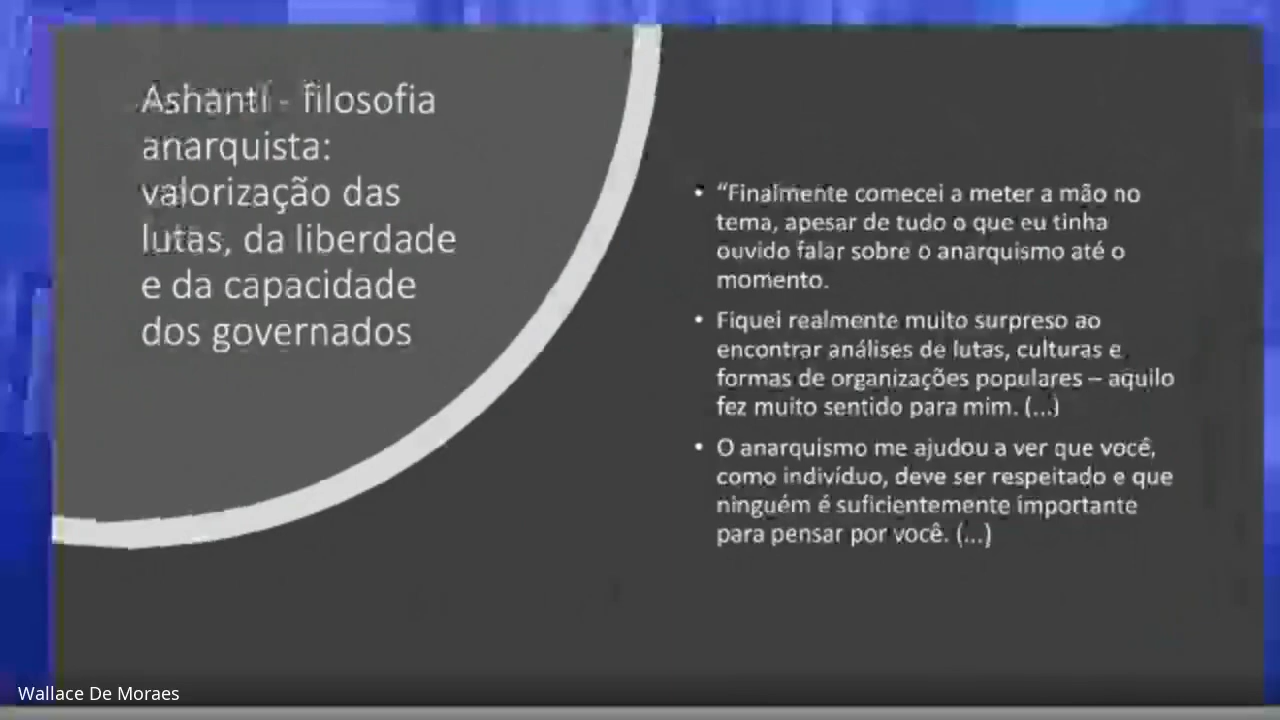 Ashanti - filosofia
anarquista:
valorização das
lutas, da liberdade
e da capacidade
dos governados
• “Finalmente comecei a meter a mão no
tema, apesar de tudo o que eu tinha
ouvido falar sobre o anarquismo até o
momento.
• Fiquei realmente muito surpreso ao
encontrar análises de lutas, culturas e
formas de organizações populares – aquilo
fez muito sentido para mim. (...)
• O anarquismo me ajudou a ver que você,
como indivíduo, deve ser respeitado e que
ninguém é suficientemente importante
para pensar por você. (...)
Wallace De Moraes